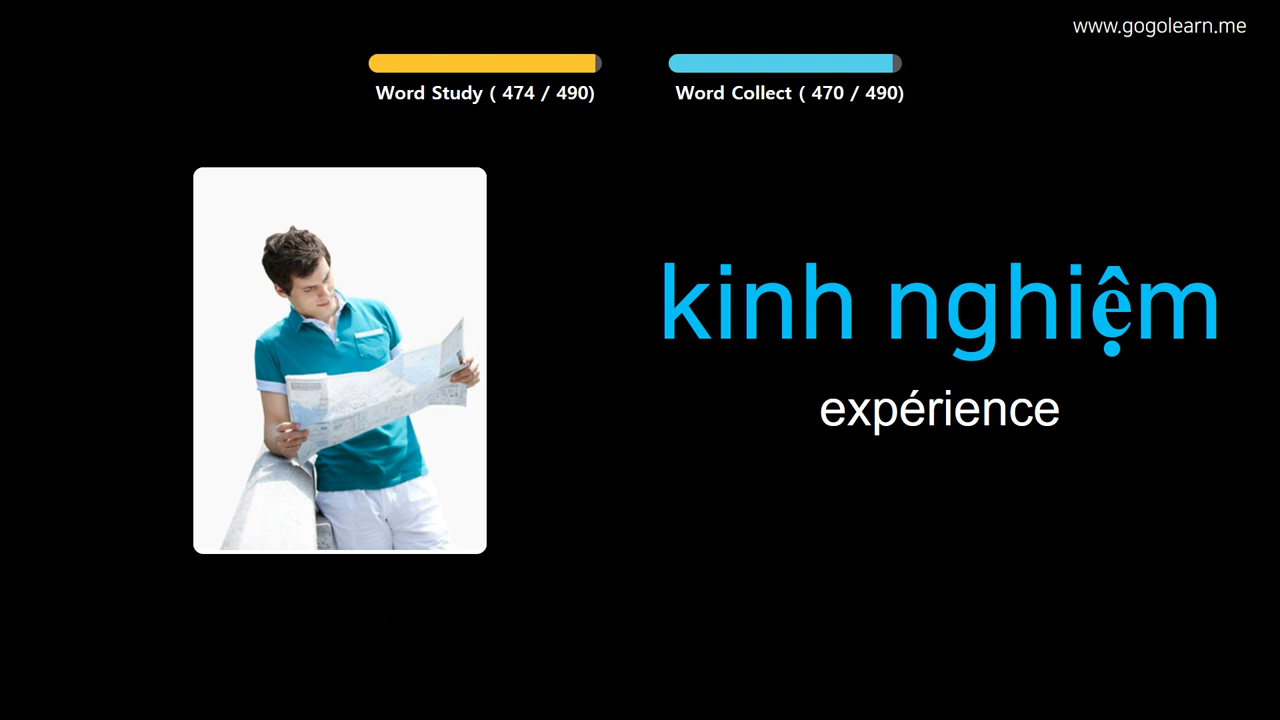 www.gogolearn.me
Word Study ( 474 / 490)
Word Collect ( 470 / 490)
kinh nghiệm
expérience